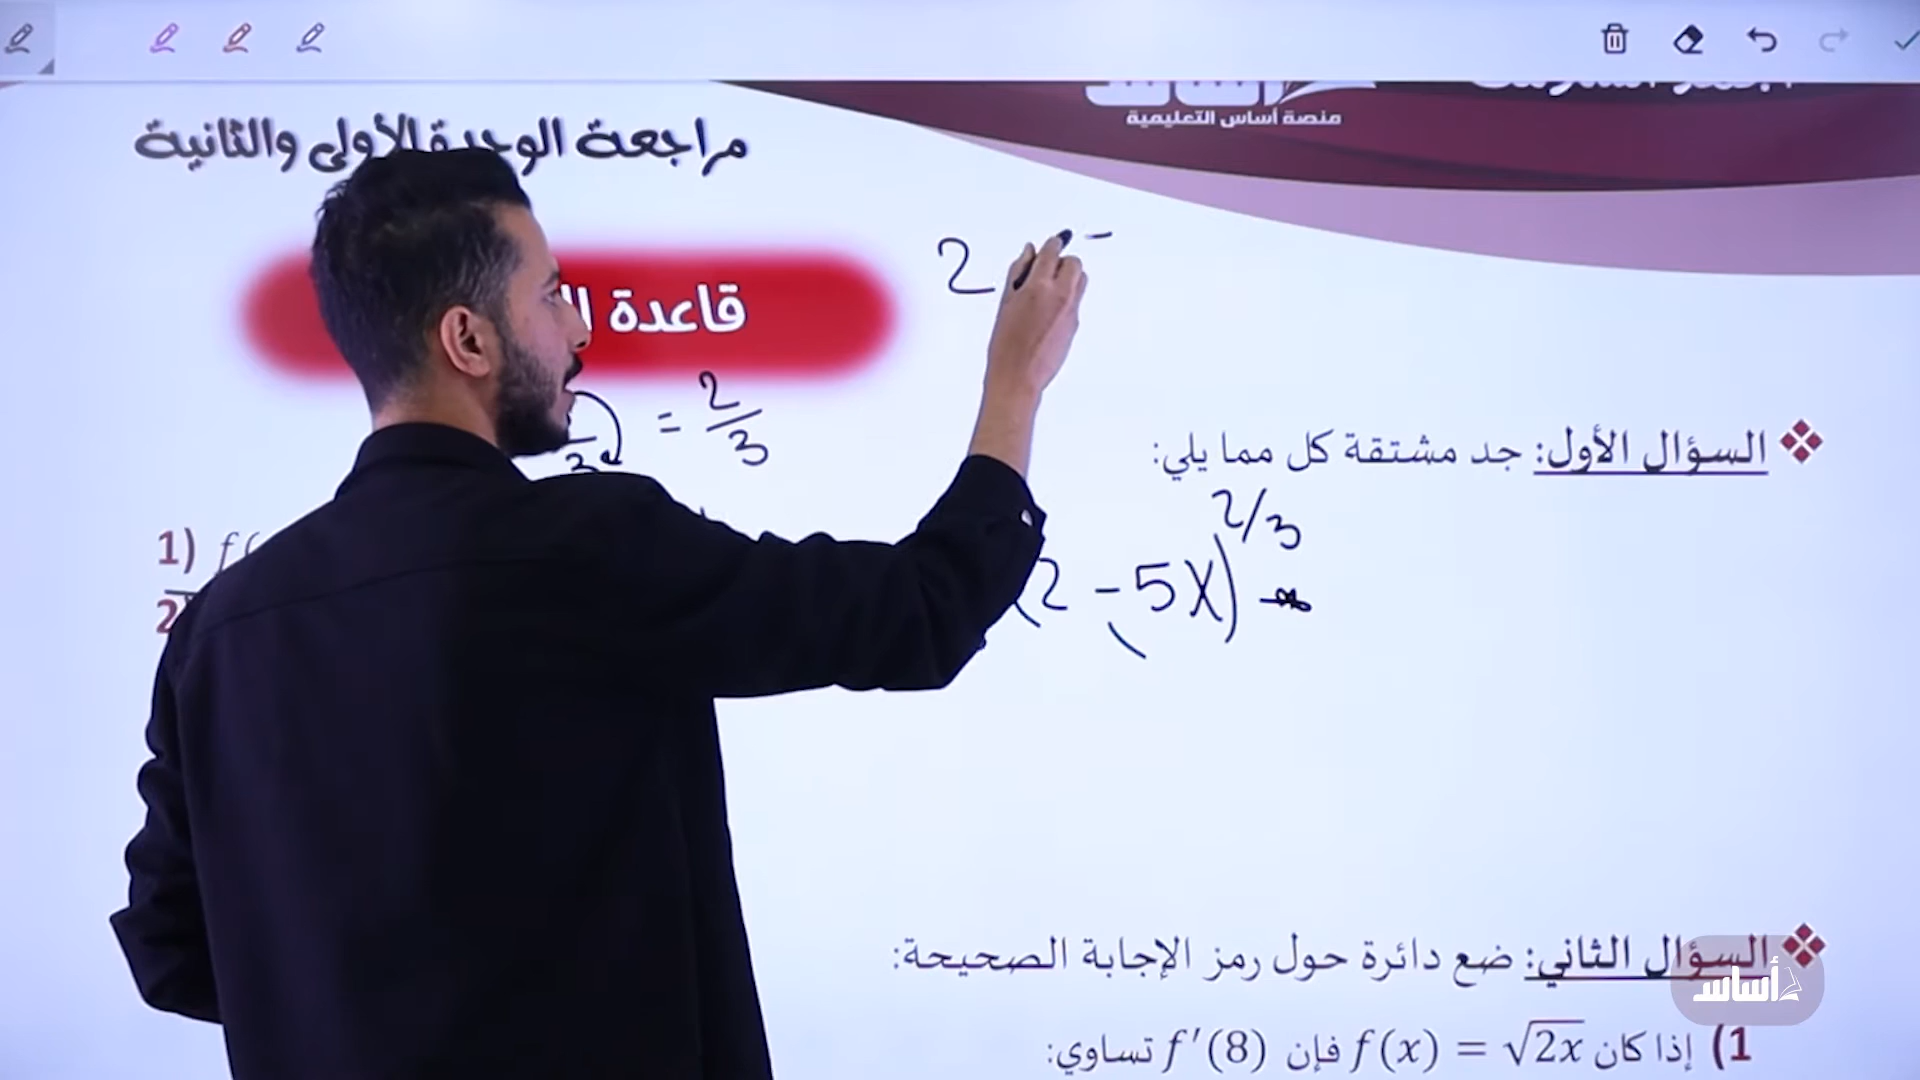 منصة أساس التعليمية
مراجعة الوحدة الأولى والثانية
قاعدة
2 -
= 2/3
السؤال الأول: جد مشتقة كل مما يلي:
1) f(
2
(2 - 5x)^2/3 -
السؤال الثاني: ضع دائرة حول رمز الإجابة الصحيحة:
أساس
1) إذا كان f(x) = √2x فإن f'(8) تساوي: